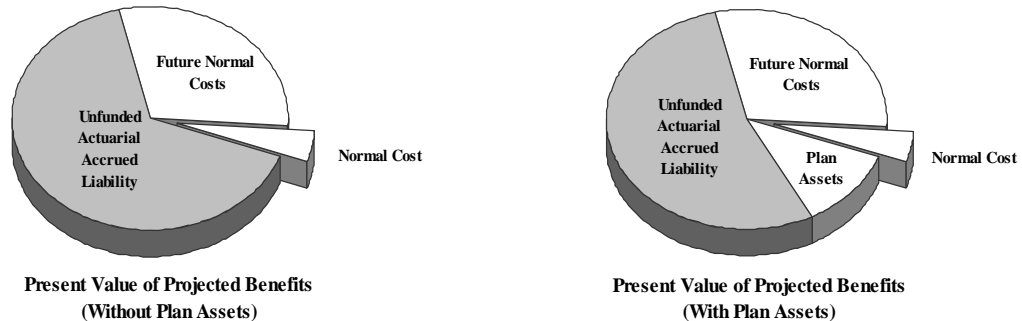 Future Normal
Costs
Unfunded
Actuarial
Accrued
Liability
Normal Cost
Present Value of Projected Benefits
(Without Plan Assets)
Future Normal
Costs
Unfunded
Actuarial
Accrued
Liability
Plan
Assets
Normal Cost
Present Value of Projected Benefits
(With Plan Assets)